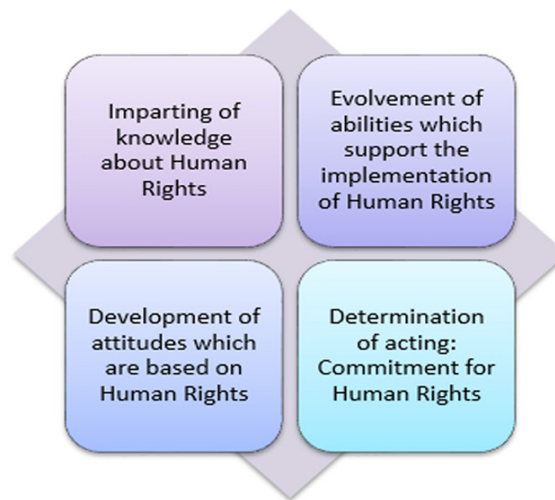 Imparting of
knowledge
about Human
Rights
Evolvement of
abilities which
support the
implementation
of Human Rights
Development of
attitudes which
are based on
Human Rights
Determination
of acting:
Commitment for
Human Rights